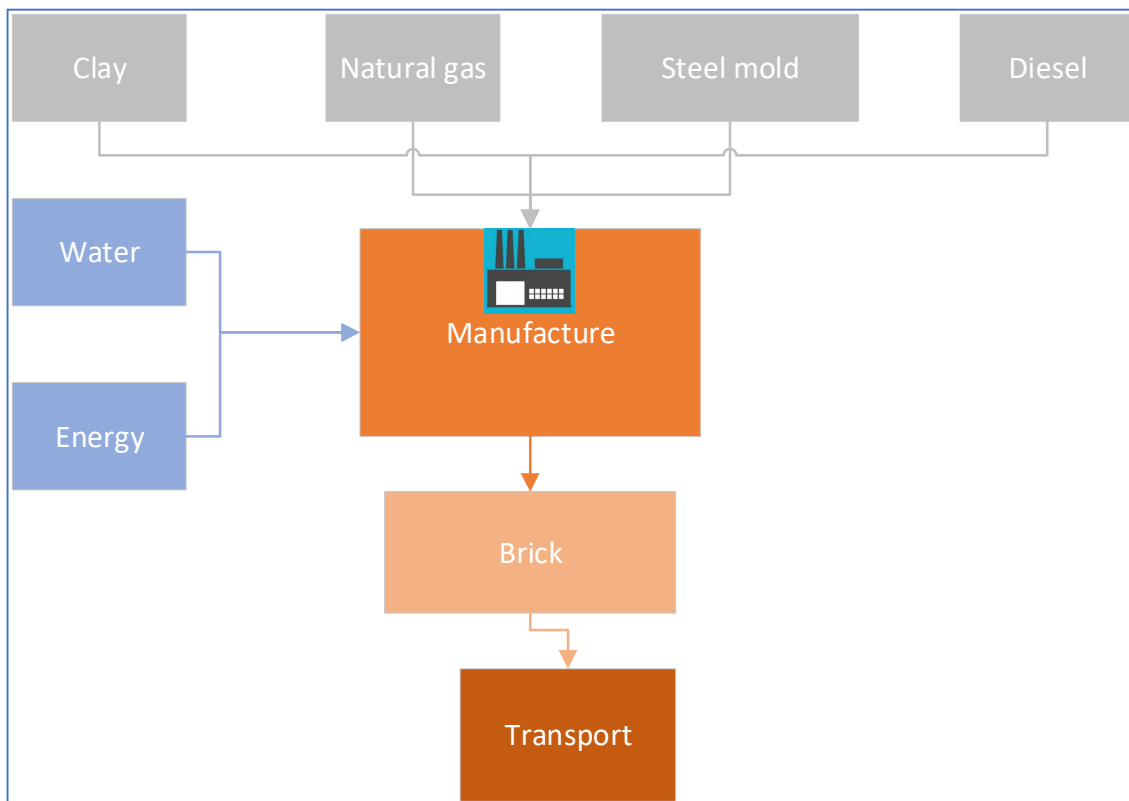 Clay
Natural gas
Steel mold
Diesel
Water
Manufacture
Energy
Brick
Transport